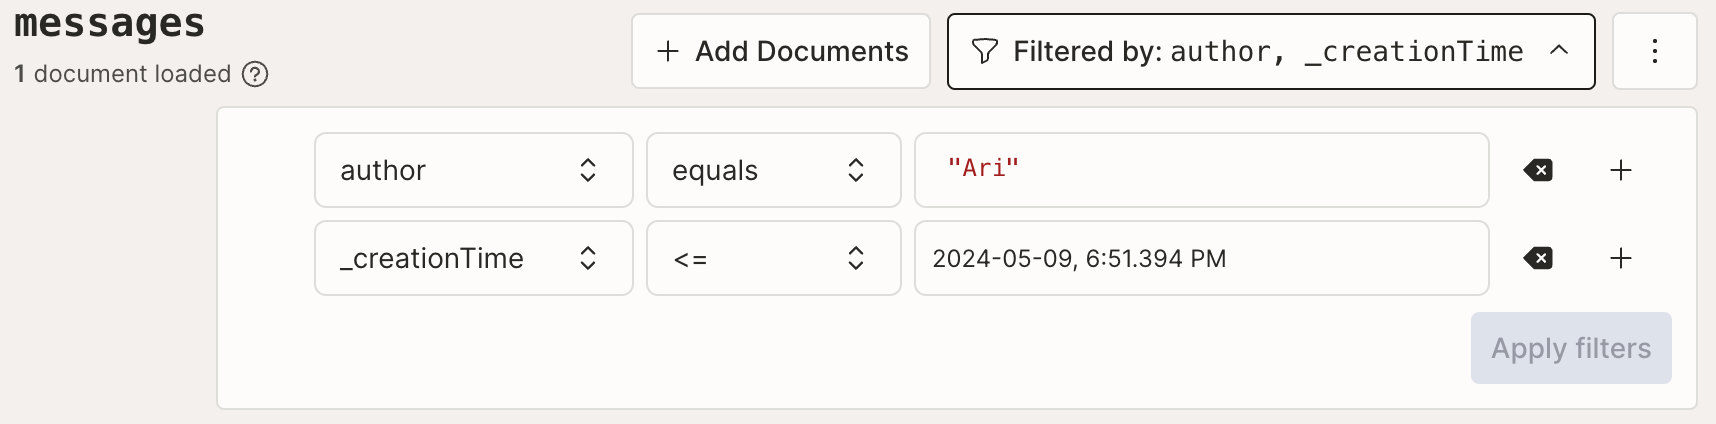 messages
1 document loaded ?
+ Add Documents
Filtered by: author, _creationTime
author equals "Ari"
_creationTime <= 2024-05-09, 6:51.394 PM
Apply filters